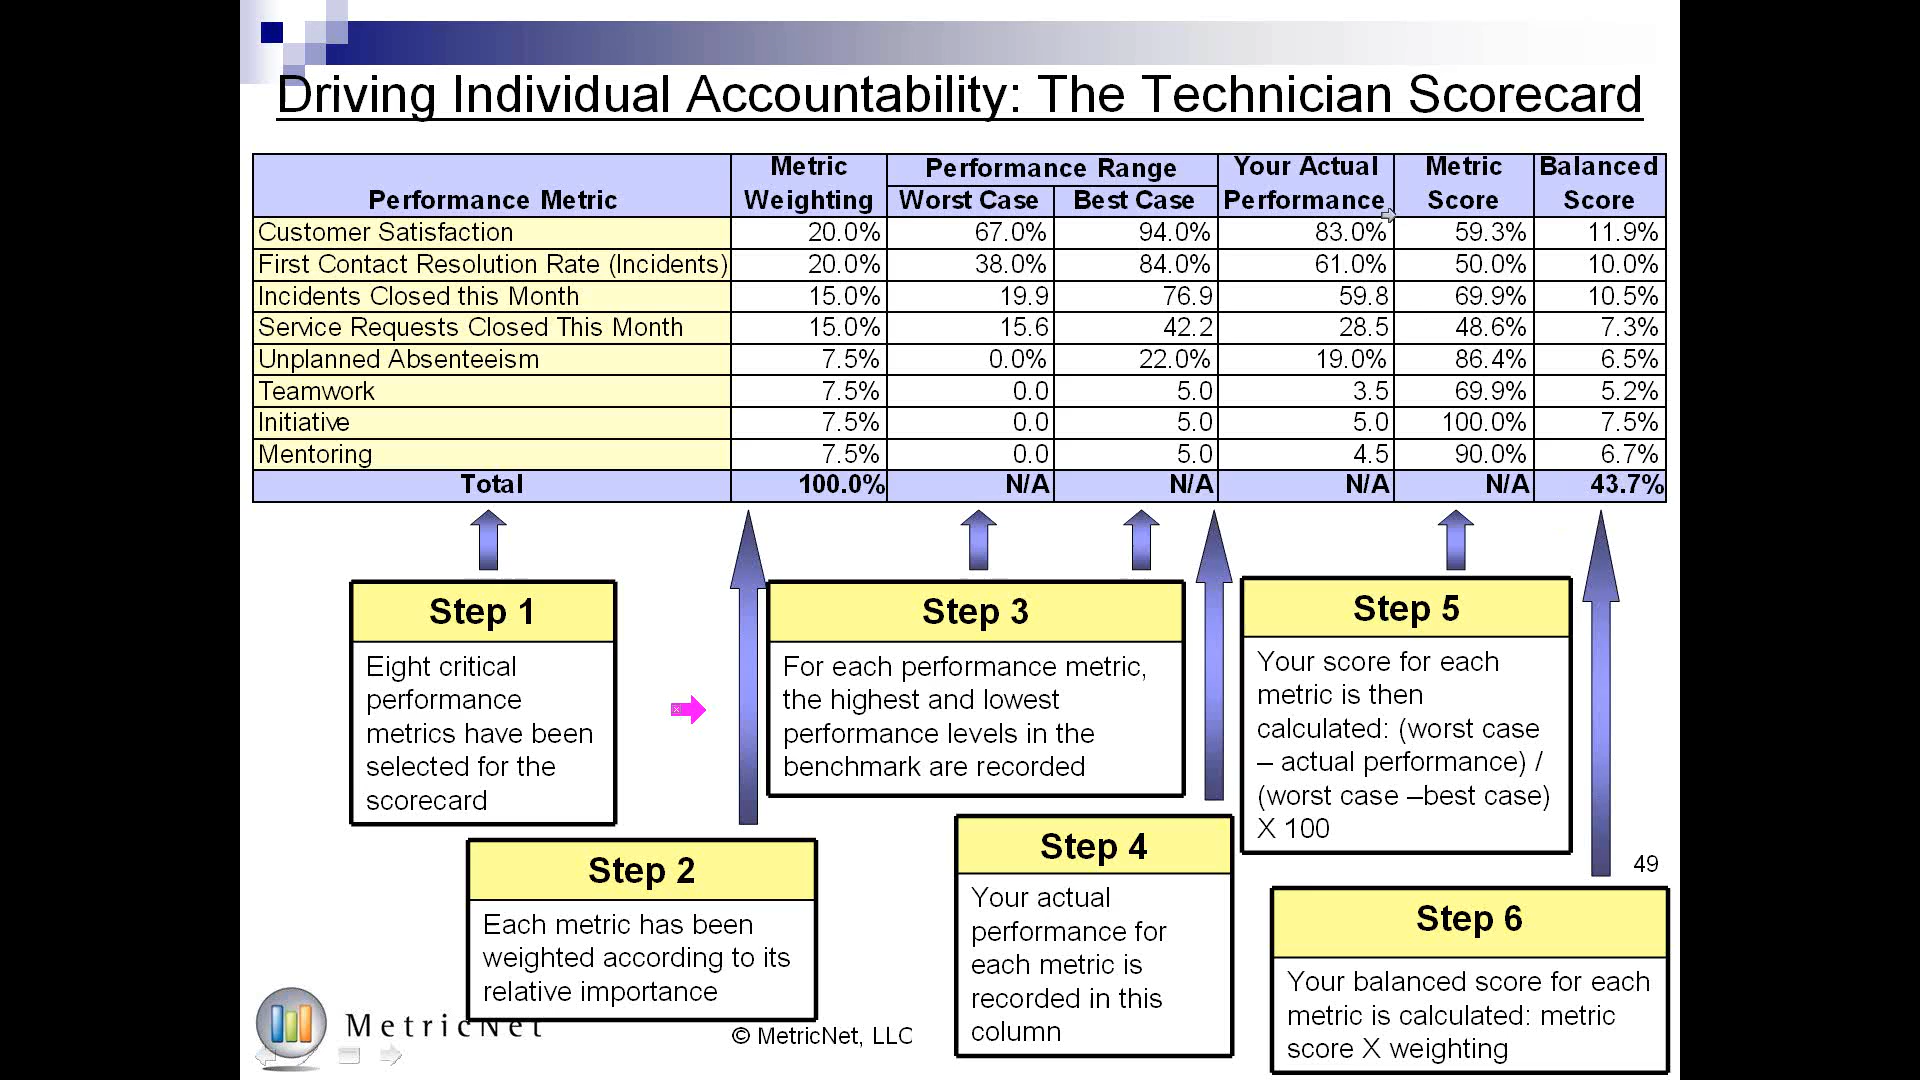 Driving Individual Accountability: The Technician Scorecard
Performance Metric Metric Weighting Performance Range Worst Case Best Case Your Actual Performance Metric Score Balanced Score
Customer Satisfaction 20.0% 67.0% 94.0% 83.0% 59.3% 11.9%
First Contact Resolution Rate (Incidents) 20.0% 38.0% 84.0% 61.0% 50.0% 10.0%
Incidents Closed this Month 15.0% 19.9 76.9 59.8 69.9% 10.5%
Service Requests Closed This Month 15.0% 15.6 42.2 28.5 48.6% 7.3%
Unplanned Absenteeism 7.5% 0.0% 22.0% 19.0% 86.4% 6.5%
Teamwork 7.5% 0.0 5.0 3.5 69.9% 5.2%
Initiative 7.5% 0.0 5.0 5.0 100.0% 7.5%
Mentoring 7.5% 0.0 5.0 4.5 90.0% 6.7%
Total 100.0% N/A N/A N/A N/A 43.7%
Step 1
Eight critical
performance
metrics have been
selected for the
scorecard
Step 2
Each metric has been
weighted according to its
relative importance
Step 3
For each performance metric,
the highest and lowest
performance levels in the
benchmark are recorded
Step 4
Your actual
performance for
each metric is
recorded in this
column
Step 5
Your score for each
metric is then
calculated: (worst case
– actual performance) /
(worst case –best case)
X 100
49
Step 6
Your balanced score for each
metric is calculated: metric
score X weighting
MetricNet
© MetricNet, LLC